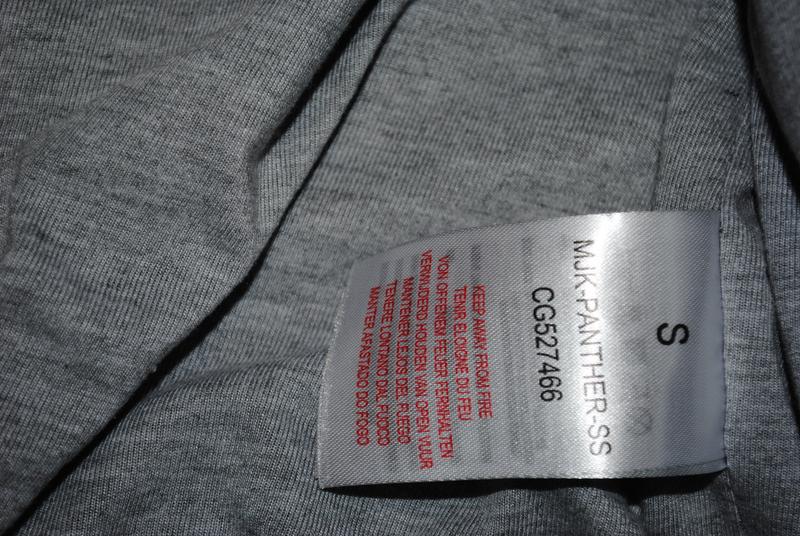 S
MJK-PANTHER-SS
CG527466
KEEP AWAY FROM FIRE
TENIR ELOIGNE DU FEU
VON OFFENEM FEUER FERNHALTEN
VERWIJDERD HOUDEN VAN OPEN VUUR
MANTENER LEJOS DEL FUEGO
TENERE LONTANO DAL FUOCO
MANTER AFASTADO DO FOGO